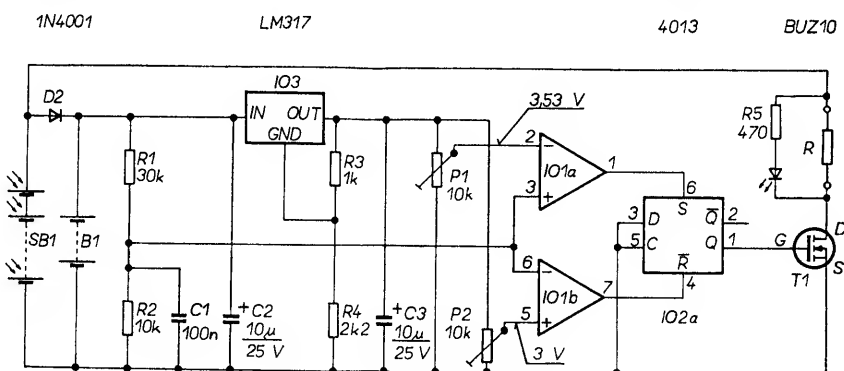 1N4001 LM317 4013 BUZ10
D2
IO3
IN OUT
GND
3,53 V
R1
30k
R3
1k
P1
10k
2 −
IO1a
1
3 +
R5
470
R
6
S
3 D
Q̅ 2
5 C
Q 1
R̅
4
IO2a
G
D
S
T1
SB1
B1
R2
10k
C1
100n
+ C2
10µ
25 V
R4
2k2
+ C3
10µ
25 V
P2
10k
6 −
IO1b
7
5 +
3 V